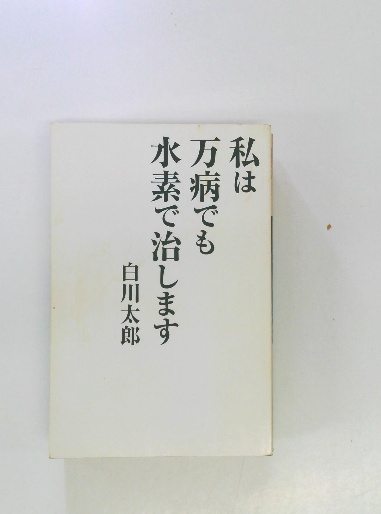 私は
万病でも
水素で治します
白川太郎